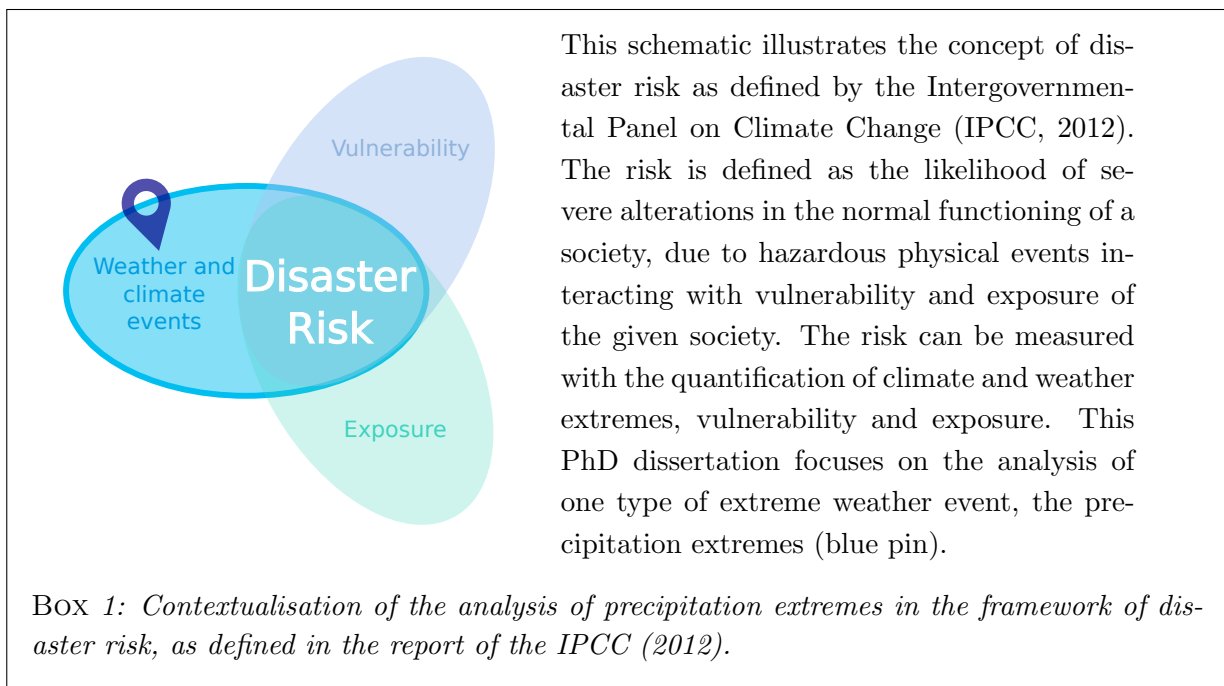 Vulnerability
Weather and
climate
events
Disaster
Risk
Exposure
This schematic illustrates the concept of dis-
aster risk as defined by the Intergovernmen-
tal Panel on Climate Change (IPCC, 2012).
The risk is defined as the likelihood of se-
vere alterations in the normal functioning of a
society, due to hazardous physical events in-
teracting with vulnerability and exposure of
the given society. The risk can be measured
with the quantification of climate and weather
extremes, vulnerability and exposure. This
PhD dissertation focuses on the analysis of
one type of extreme weather event, the pre-
cipitation extremes (blue pin).
Box 1: Contextualisation of the analysis of precipitation extremes in the framework of dis-
aster risk, as defined in the report of the IPCC (2012).